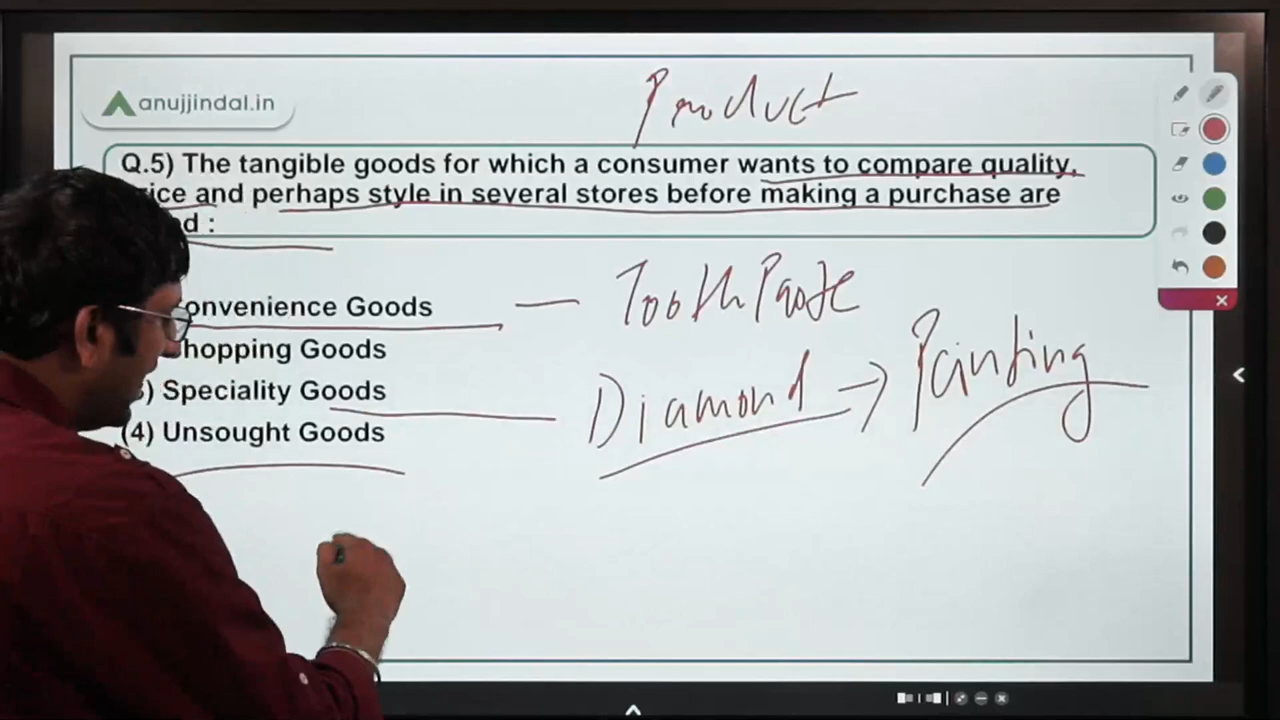 Product
anujjindal.in
Q.5) The tangible goods for which a consumer wants to compare quality,
and perhaps style in several stores before making a purchase are
:
onvenience Goods — ToothPaste
hopping Goods
) Speciality Goods Diamond → Painting
(4) Unsought Goods